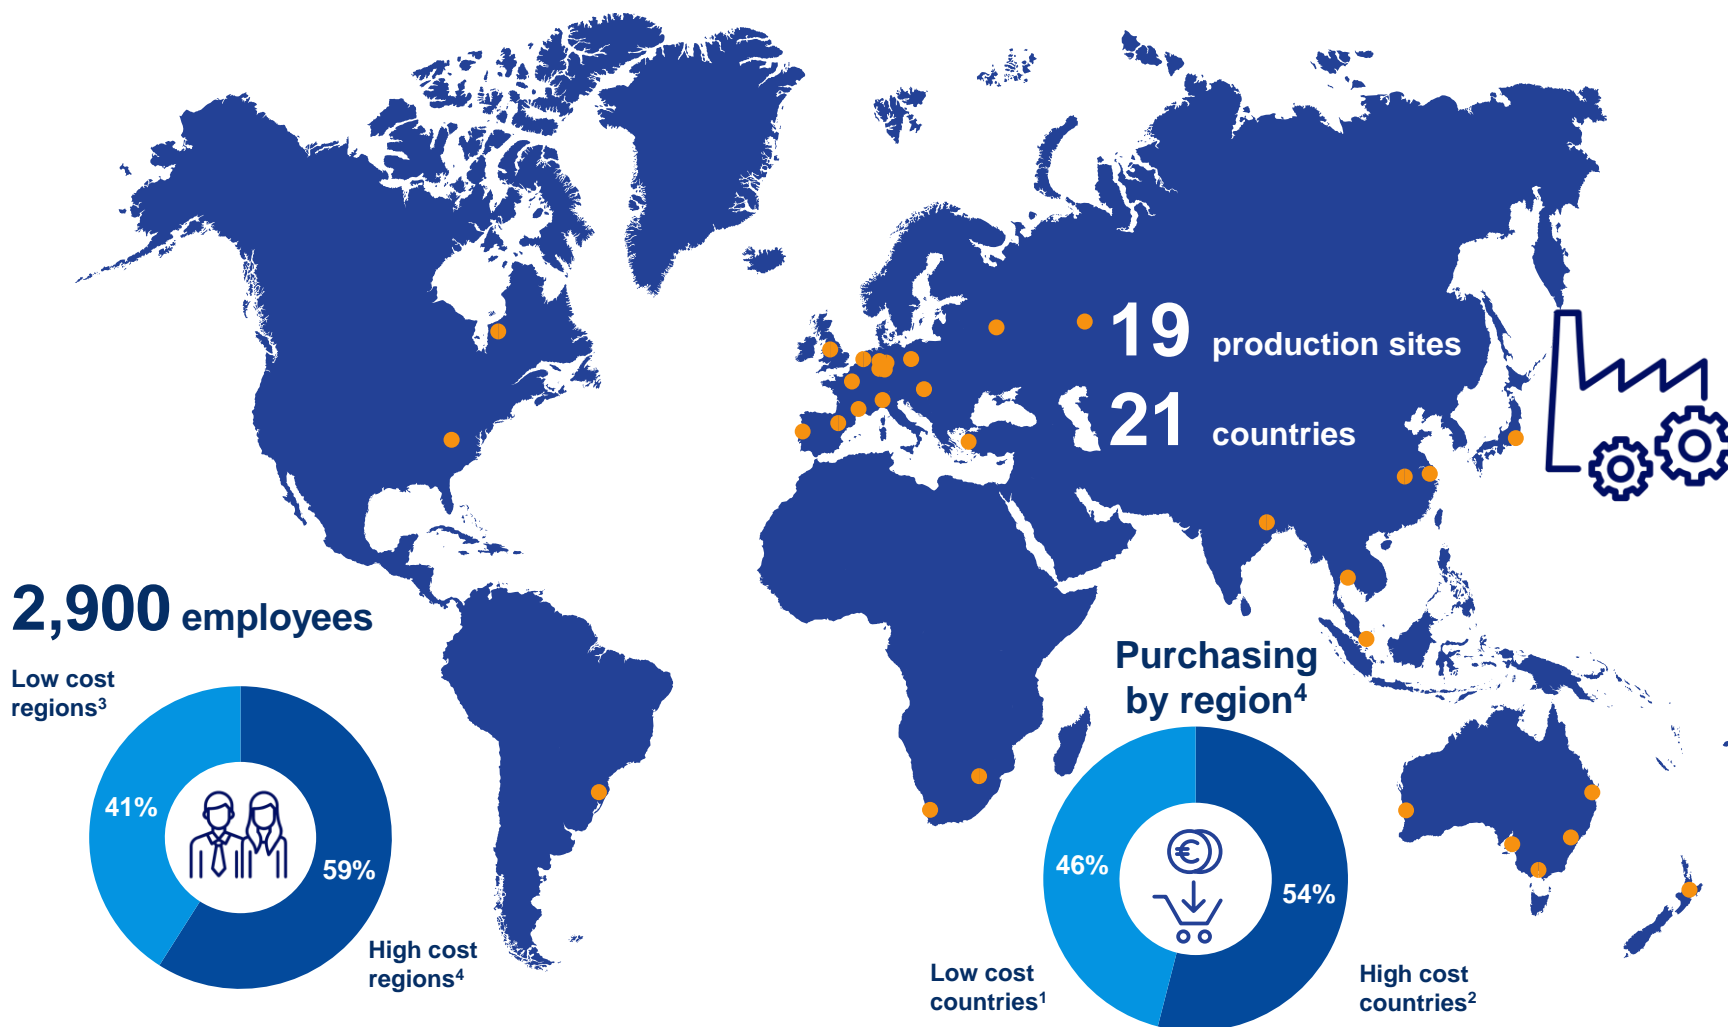 19 production sites
21 countries
2,900 employees
Low cost
regions³
41%
59%
High cost
regions⁴
Purchasing
by region⁴
46%
€
54%
Low cost
countries¹
High cost
countries²